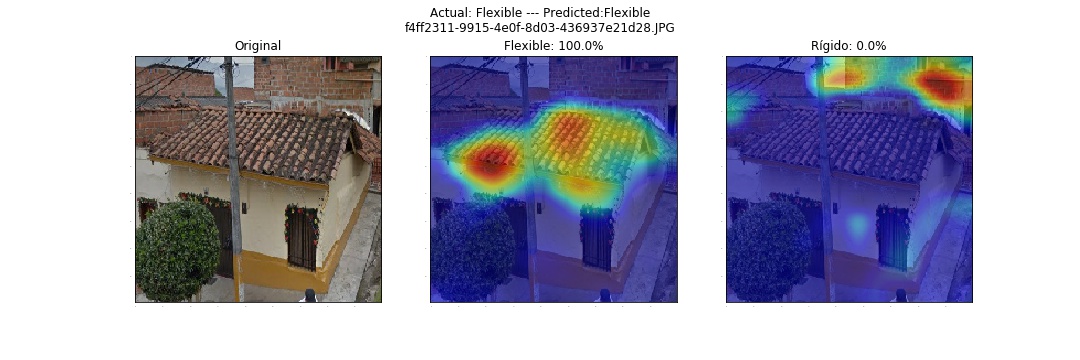 Actual: Flexible --- Predicted:Flexible
f4ff2311-9915-4e0f-8d03-436937e21d28.JPG
Original
Flexible: 100.0%
Rígido: 0.0%